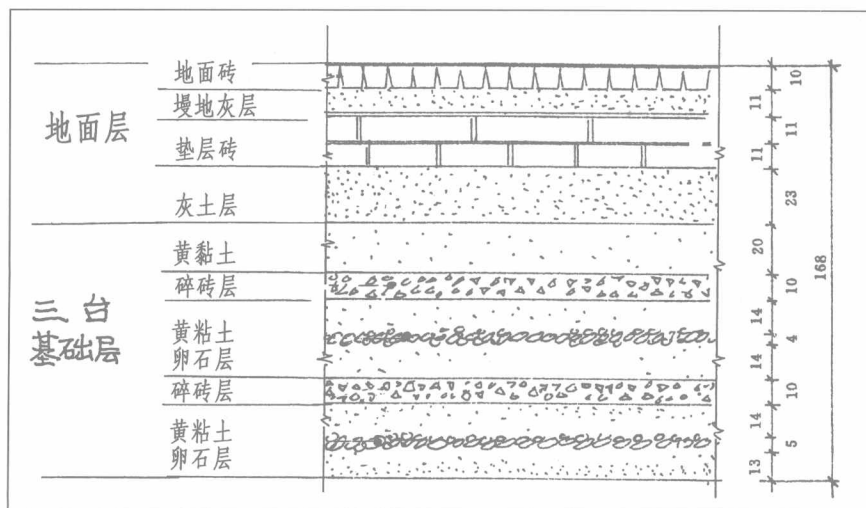 地面层
地面砖
墁地灰层
垫层砖
灰土层
三台
基础层
黄黏土
碎砖层
黄粘土
卵石层
碎砖层
黄粘土
卵石层
10
11
11
11
23
20
10
14
4
14
10
14
5
13
168